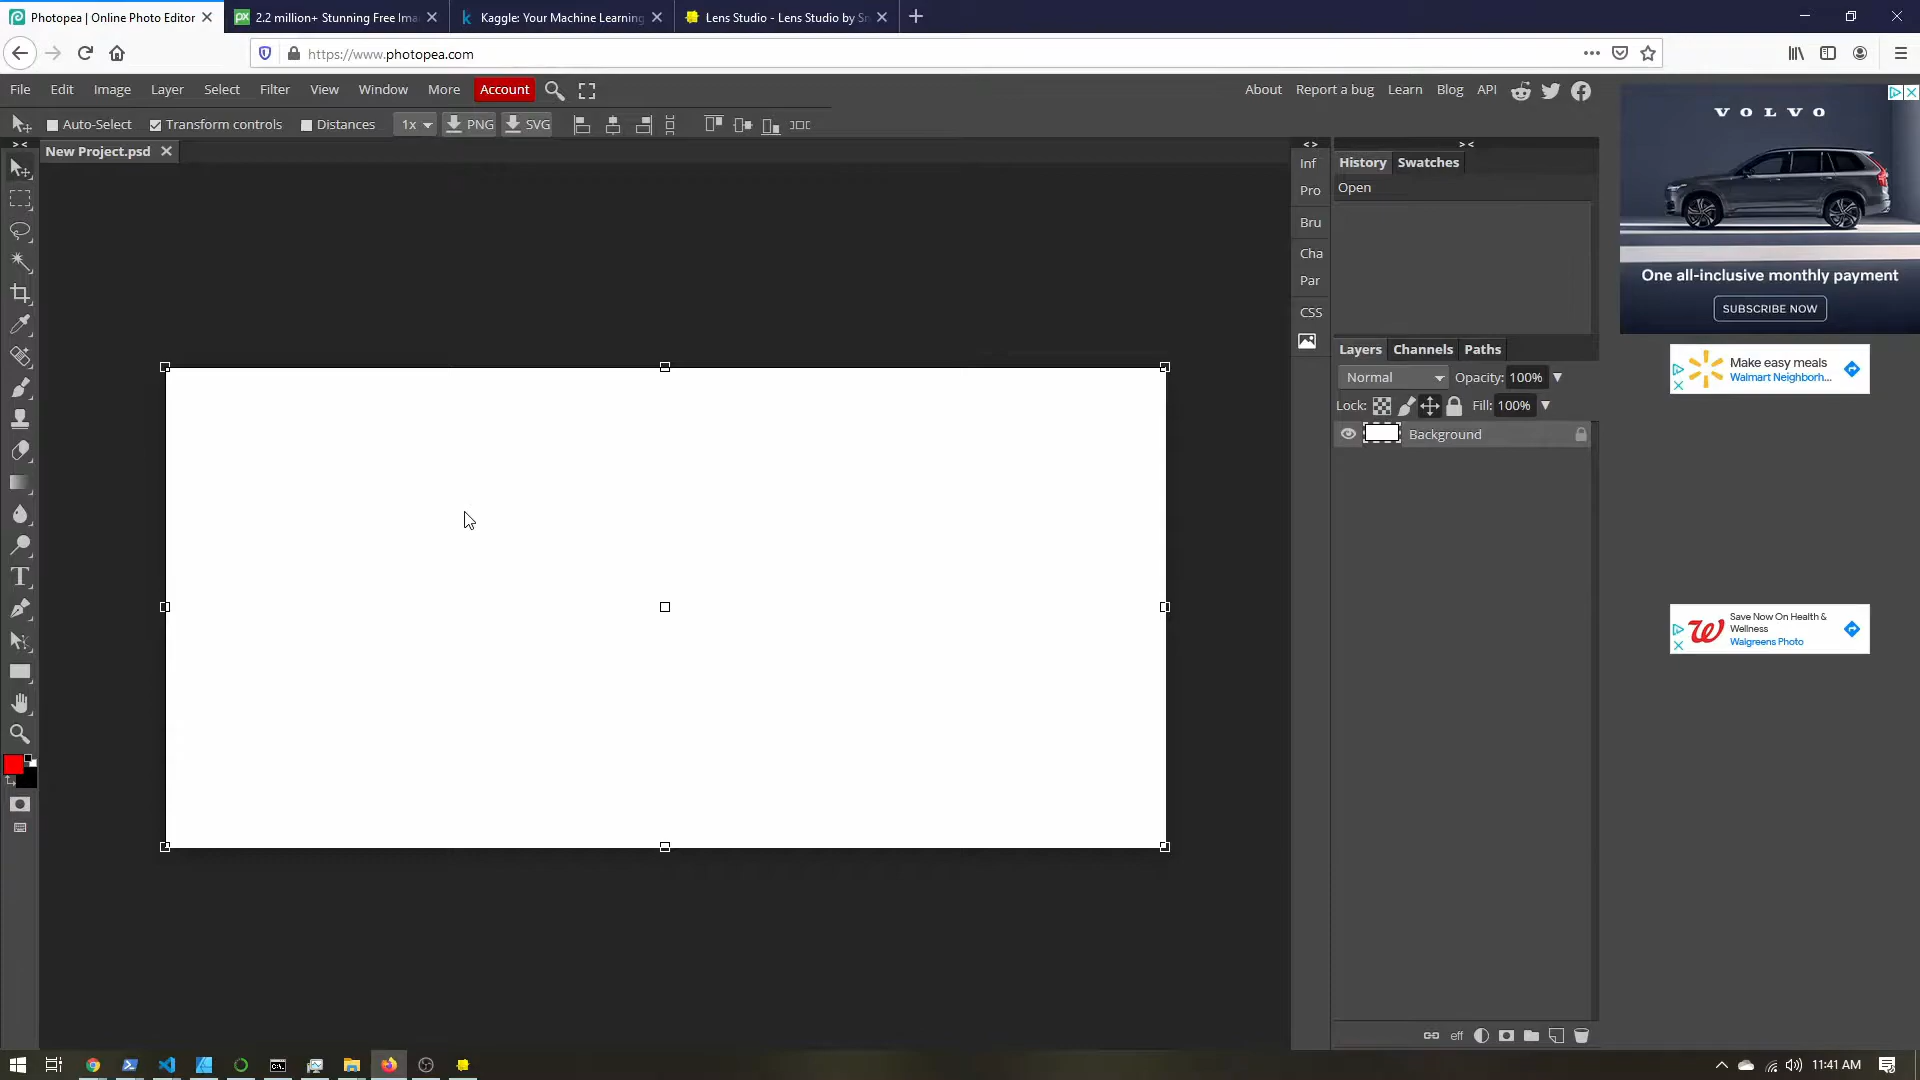 Photopea | Online Photo Editor
2.2 million+ Stunning Free Ima
Kaggle: Your Machine Learning
Lens Studio - Lens Studio by Sn
https://www.photopea.com
File Edit Image Layer Select Filter View Window More Account
About Report a bug Learn Blog API
Auto-Select Transform controls Distances 1x PNG SVG
New Project.psd
Inf
Pro
Bru
Cha
Par
CSS
History Swatches
Open
Layers Channels Paths
Normal Opacity: 100%
Lock: Fill: 100%
Background
eff
VOLVO
One all-inclusive monthly payment
SUBSCRIBE NOW
Make easy meals
Walmart Neighborh...
Save Now On Health &
Wellness
Walgreens Photo
T
11:41 AM